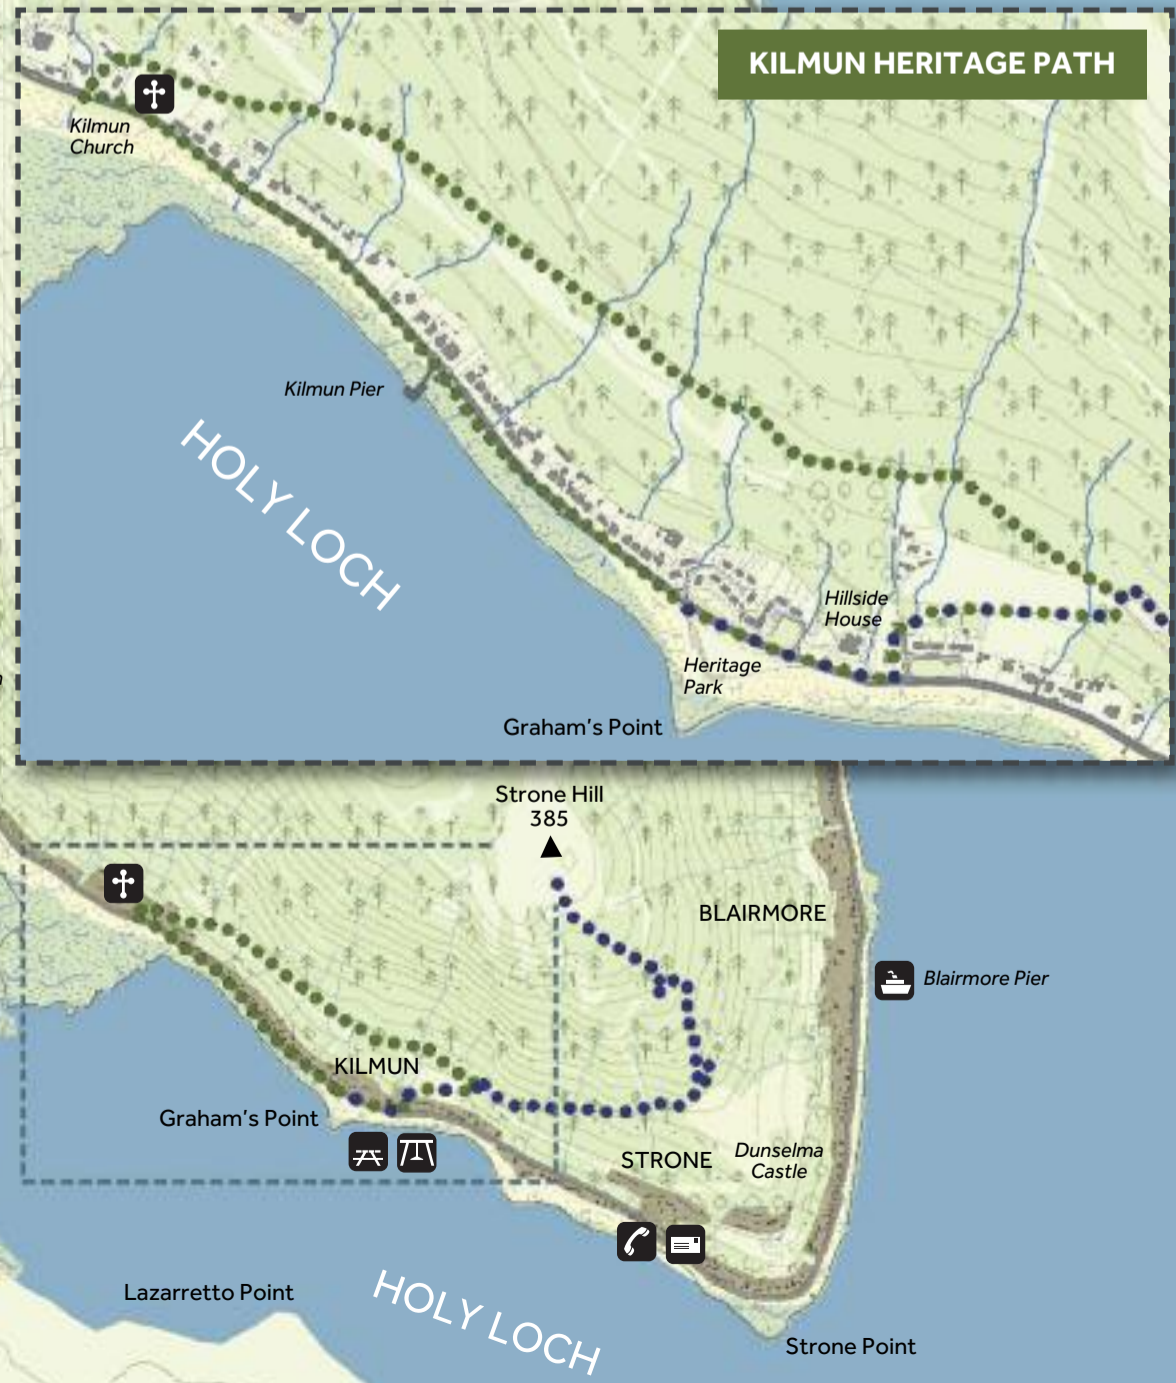 KILMUN HERITAGE PATH
Kilmun
Church
Kilmun Pier
HOLY LOCH
Hillside
House
Heritage
Park
Graham's Point
Strone Hill
385
BLAIRMORE
Blairmore Pier
KILMUN
Graham's Point
STRONE
Dunselma
Castle
Lazarretto Point
HOLY LOCH
Strone Point